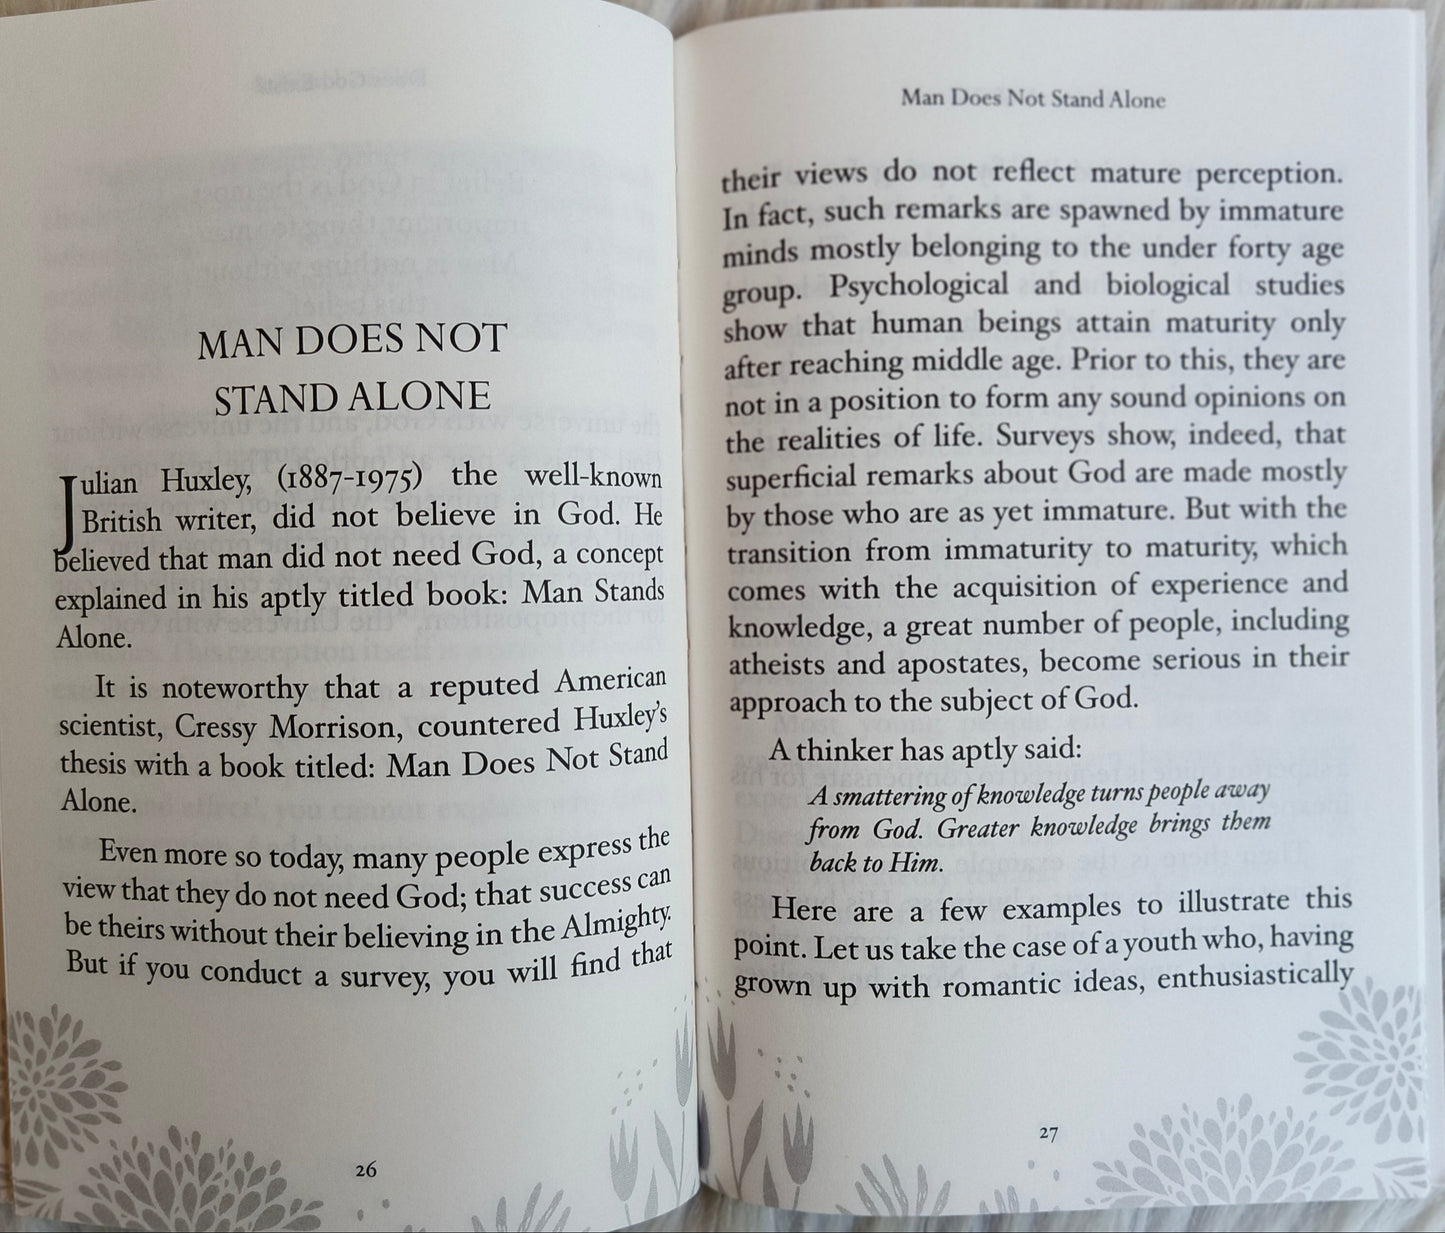 MAN DOES NOT
STAND ALONE
Julian Huxley, (1887-1975) the well-known
British writer, did not believe in God. He
believed that man did not need God, a concept
explained in his aptly titled book: Man Stands
Alone.
It is noteworthy that a reputed American
scientist, Cressy Morrison, countered Huxley's
thesis with a book titled: Man Does Not Stand
Alone.
Even more so today, many people express the
view that they do not need God; that success can
be theirs without their believing in the Almighty.
But if you conduct a survey, you will find that
26
Man Does Not Stand Alone
their views do not reflect mature perception.
In fact, such remarks are spawned by immature
minds mostly belonging to the under forty age
group. Psychological and biological studies
show that human beings attain maturity only
after reaching middle age. Prior to this, they are
not in a position to form any sound opinions on
the realities of life. Surveys show, indeed, that
superficial remarks about God are made mostly
by those who are as yet immature. But with the
transition from immaturity to maturity, which
comes with the acquisition of experience and
knowledge, a great number of people, including
atheists and apostates, become serious in their
approach to the subject of God.
A thinker has aptly said:
A smattering of knowledge turns people away
from God. Greater knowledge brings them
back to Him.
Here are a few examples to illustrate this
point. Let us take the case of a youth who, having
grown up with romantic ideas, enthusiastically
27